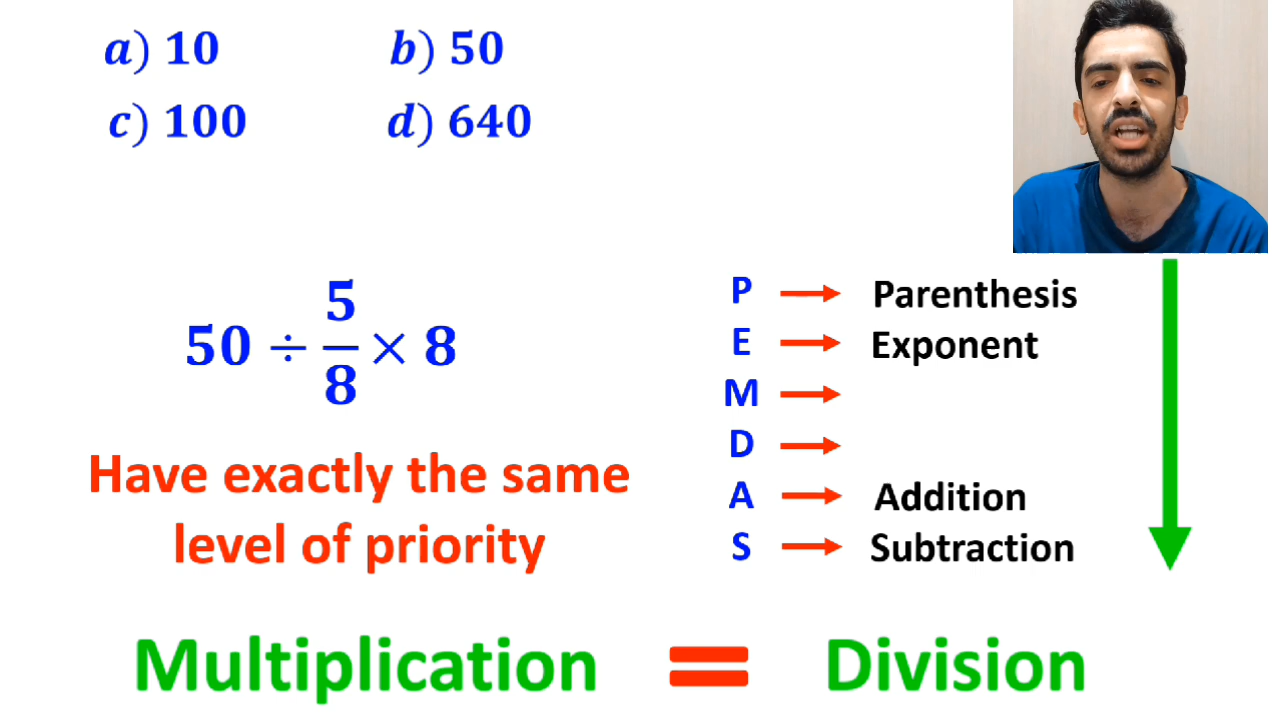 a) 10 b) 50
c) 100 d) 640
50 ÷ 5/8 × 8
Have exactly the same
level of priority
P → Parenthesis
E → Exponent
M →
D →
A → Addition
S → Subtraction
Multiplication = Division